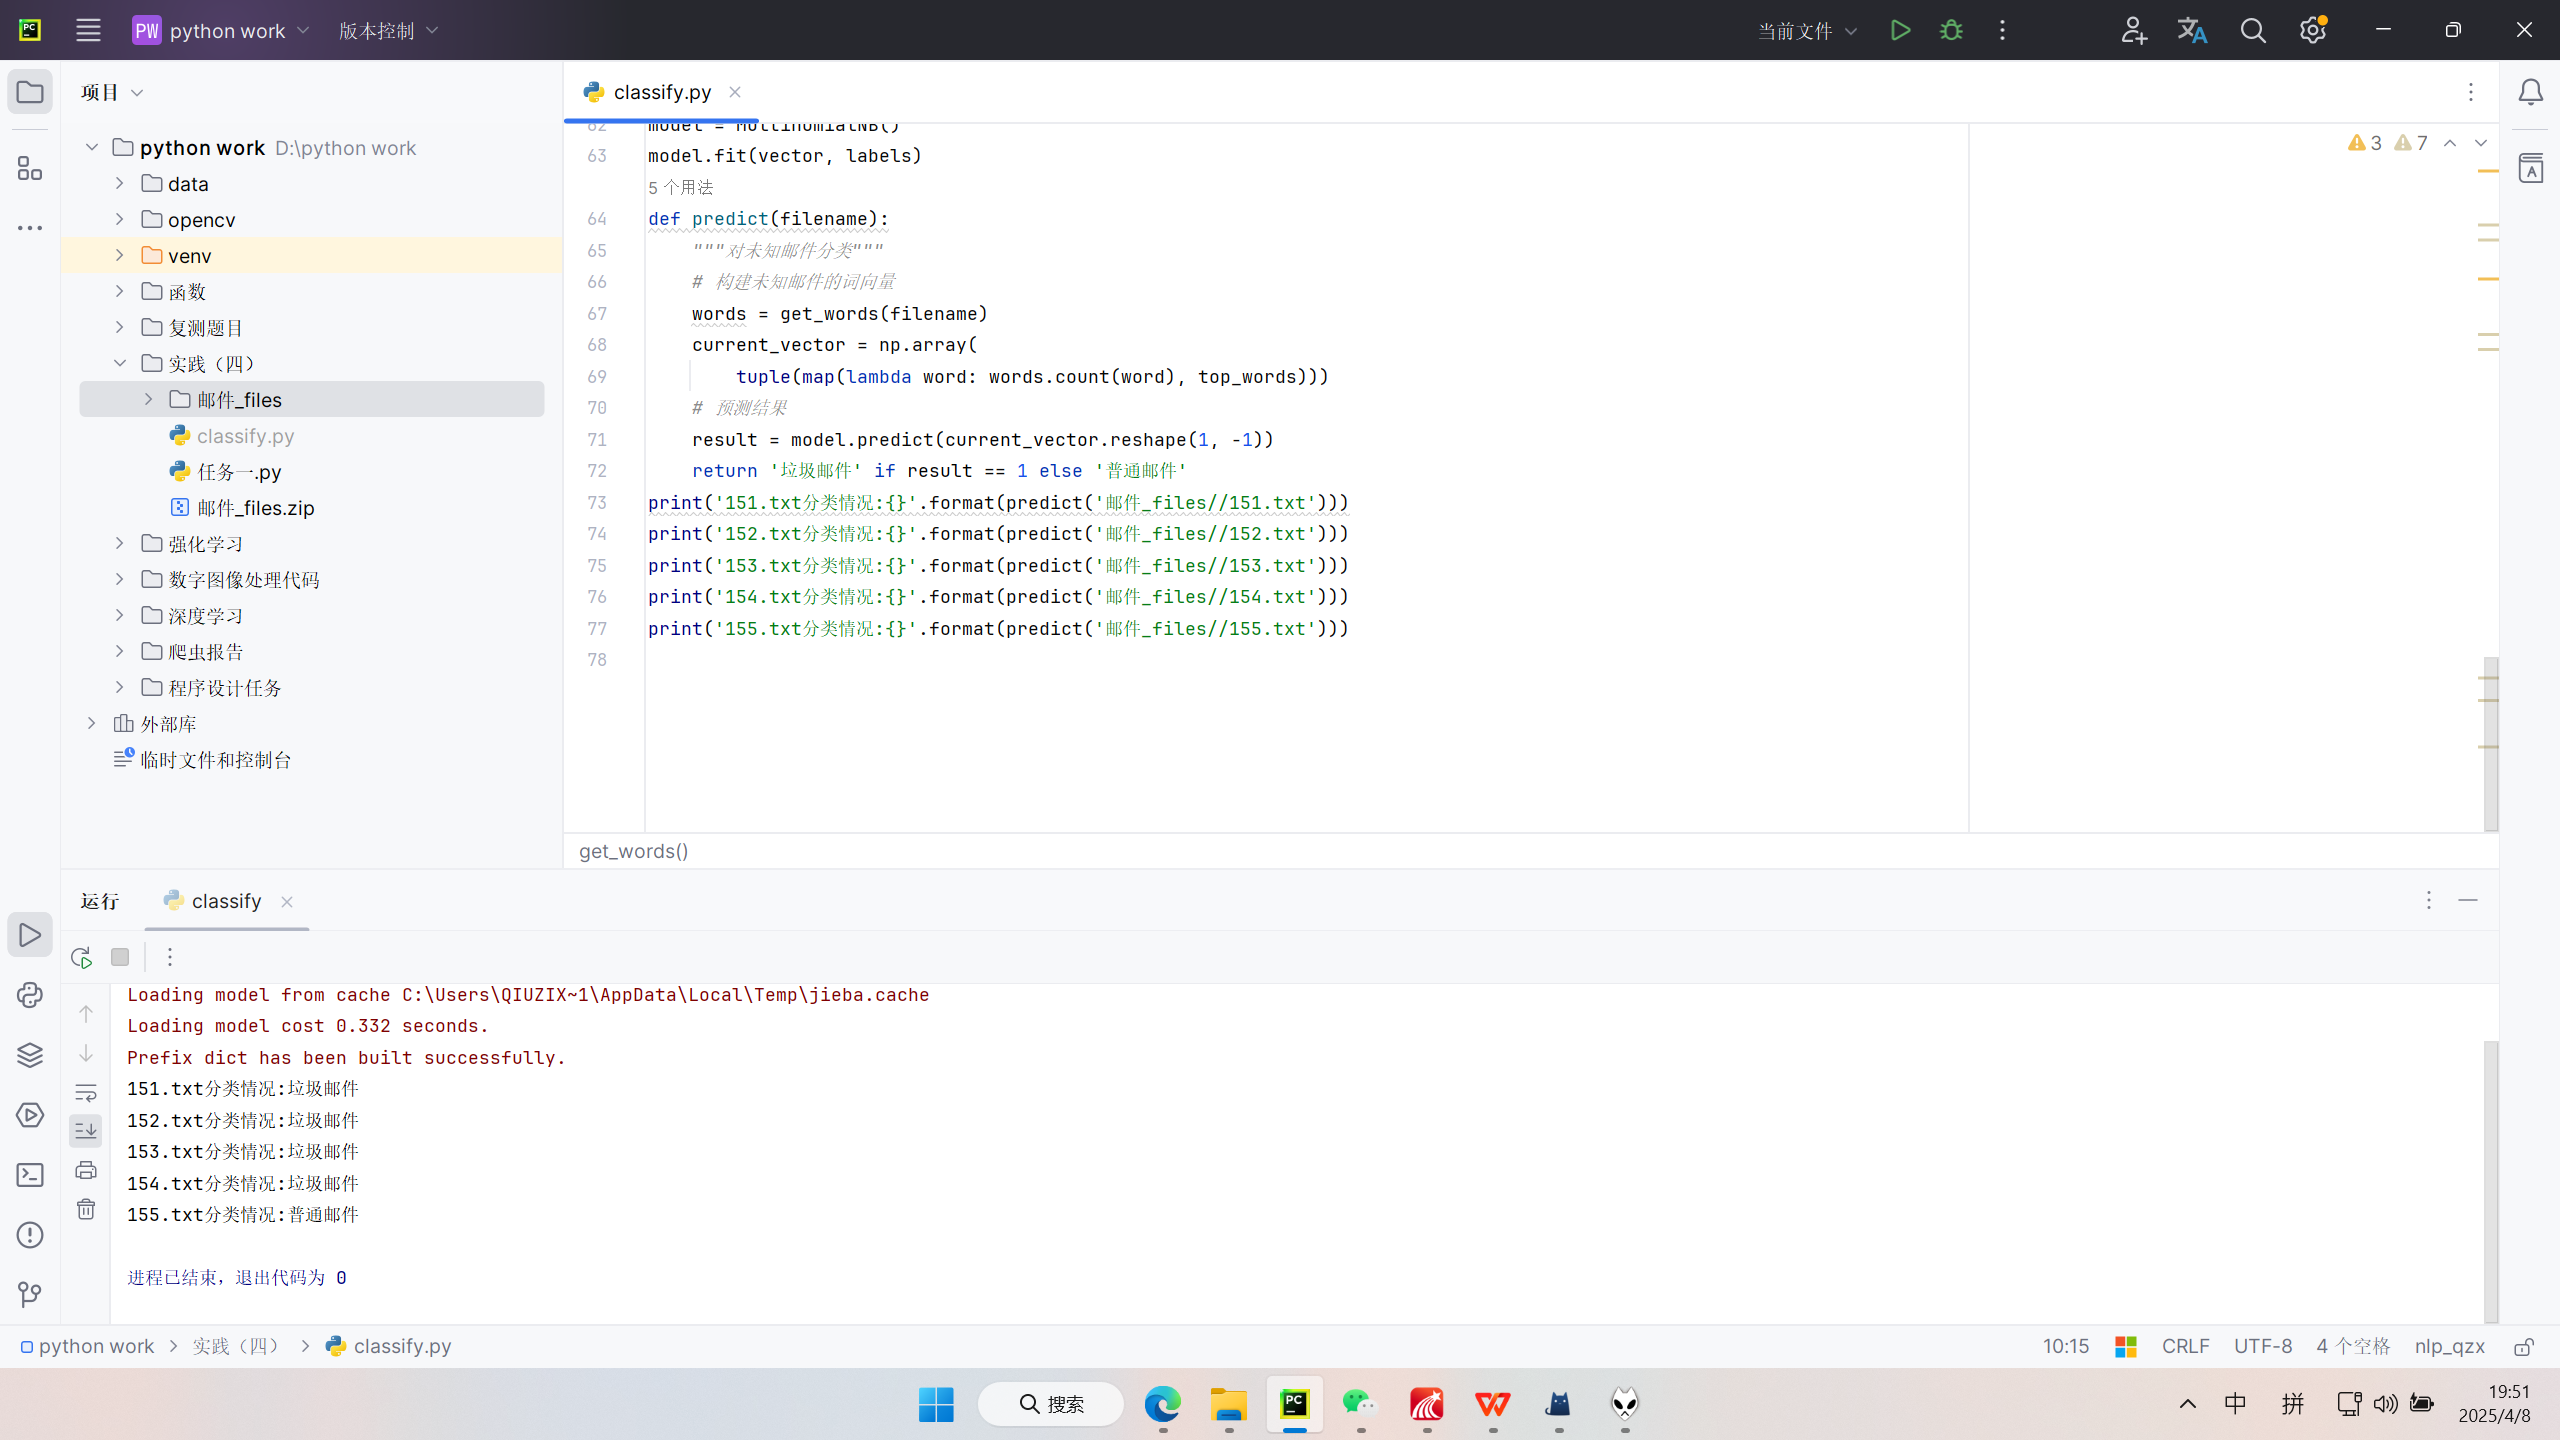 PC
PW python work
版本控制
当前文件
项目
classify.py
python work D:\python work
data
opencv
venv
函数
复测题目
实践（四）
邮件_files
classify.py
任务一.py
邮件_files.zip
强化学习
数字图像处理代码
深度学习
爬虫报告
程序设计任务
外部库
临时文件和控制台
62 model = MultinomialNB()
63 model.fit(vector, labels)
5 个用法
64 def predict(filename):
65 """对未知邮件分类"""
66 # 构建未知邮件的词向量
67 words = get_words(filename)
68 current_vector = np.array(
69 tuple(map(lambda word: words.count(word), top_words)))
70 # 预测结果
71 result = model.predict(current_vector.reshape(1, -1))
72 return '垃圾邮件' if result == 1 else '普通邮件'
73 print('151.txt分类情况:{}'.format(predict('邮件_files//151.txt')))
74 print('152.txt分类情况:{}'.format(predict('邮件_files//152.txt')))
75 print('153.txt分类情况:{}'.format(predict('邮件_files//153.txt')))
76 print('154.txt分类情况:{}'.format(predict('邮件_files//154.txt')))
77 print('155.txt分类情况:{}'.format(predict('邮件_files//155.txt')))
78
3 7
get_words()
运行 classify
Loading model from cache C:\Users\QIUZIX~1\AppData\Local\Temp\jieba.cache
Loading model cost 0.332 seconds.
Prefix dict has been built successfully.
151.txt分类情况:垃圾邮件
152.txt分类情况:垃圾邮件
153.txt分类情况:垃圾邮件
154.txt分类情况:垃圾邮件
155.txt分类情况:普通邮件
进程已结束，退出代码为 0
python work > 实践（四） > classify.py
10:15 CRLF UTF-8 4 个空格 nlp_qzx
搜索
PC
中 拼
19:51
2025/4/8